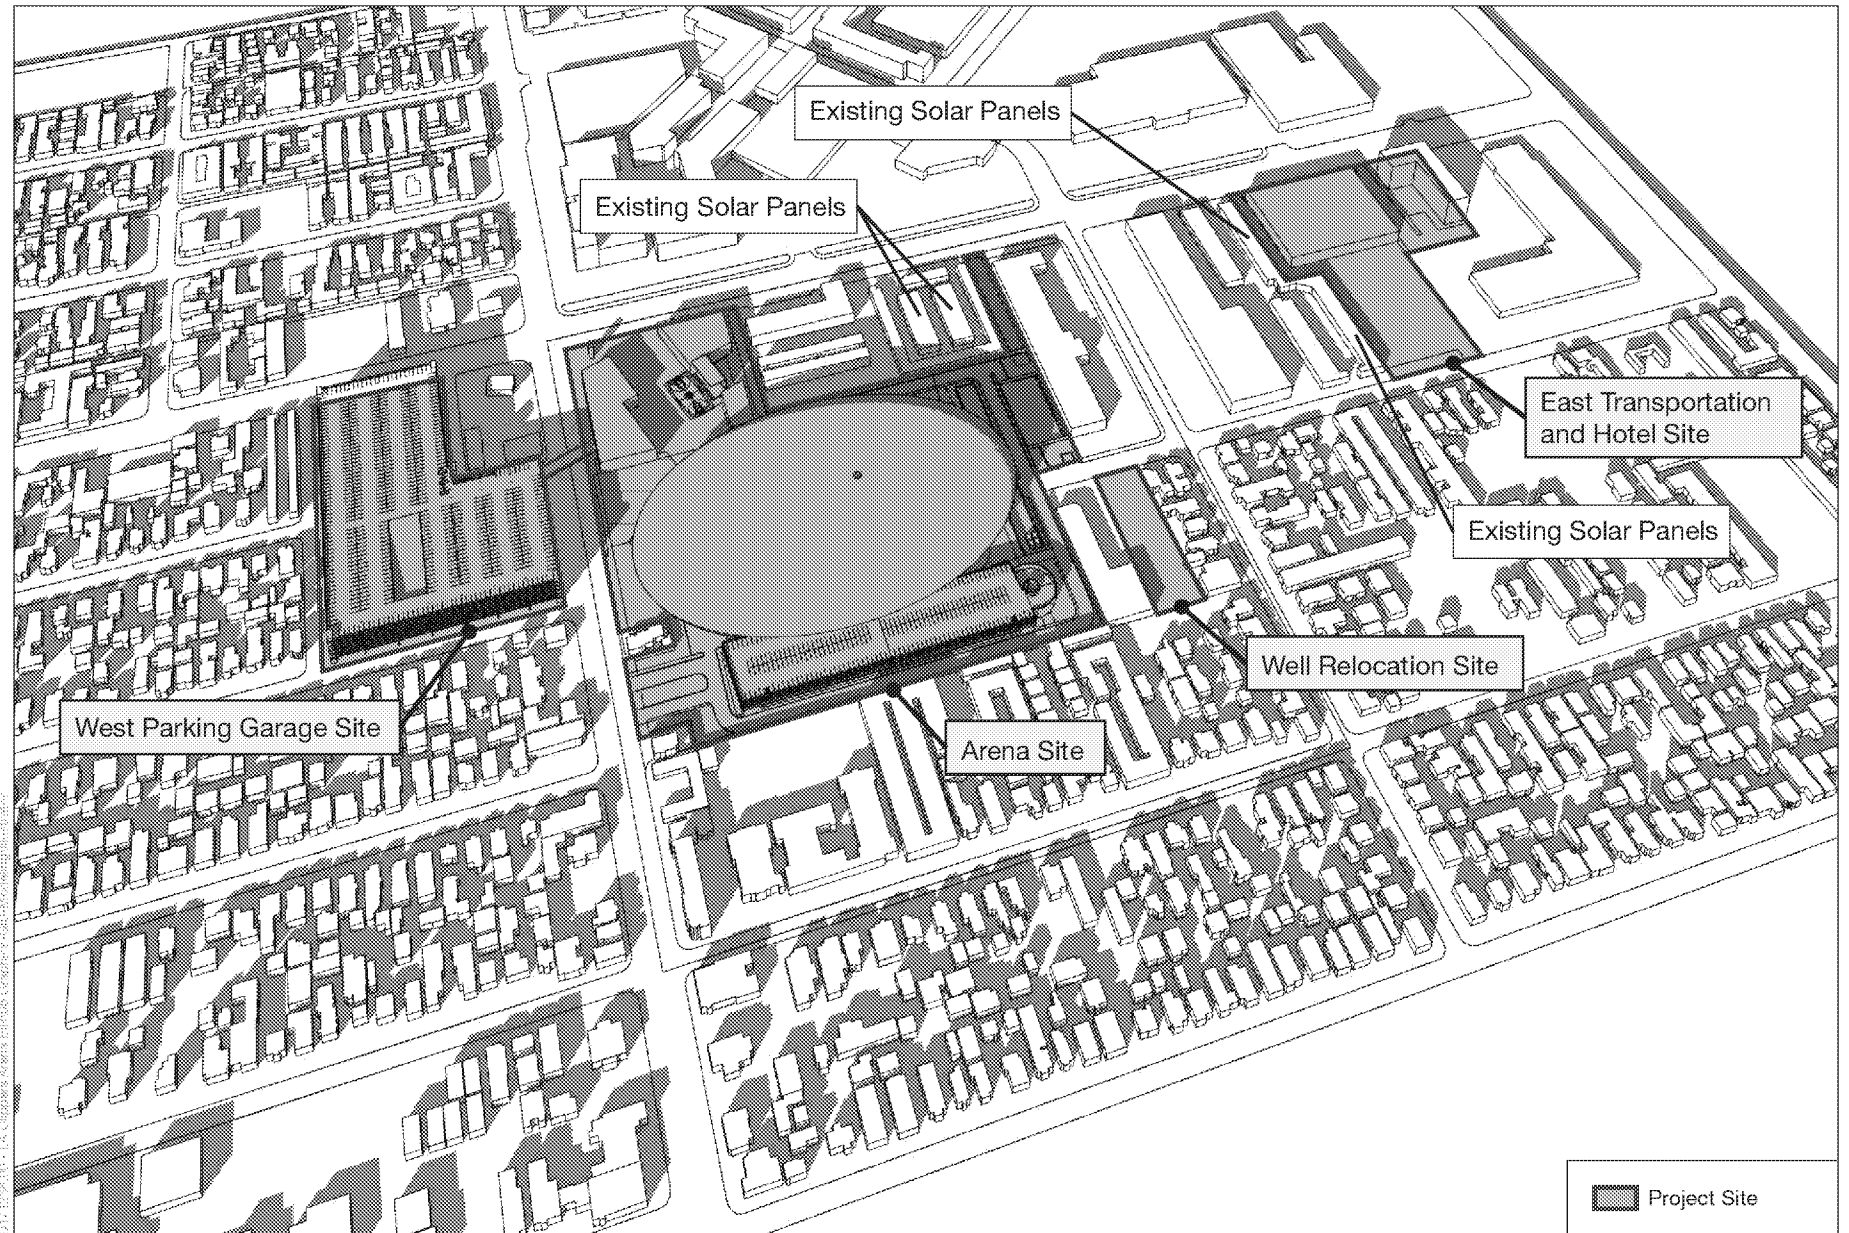 Existing Solar Panels
Existing Solar Panels
East Transportation
and Hotel Site
Existing Solar Panels
Well Relocation Site
West Parking Garage Site
Arena Site
Project Site